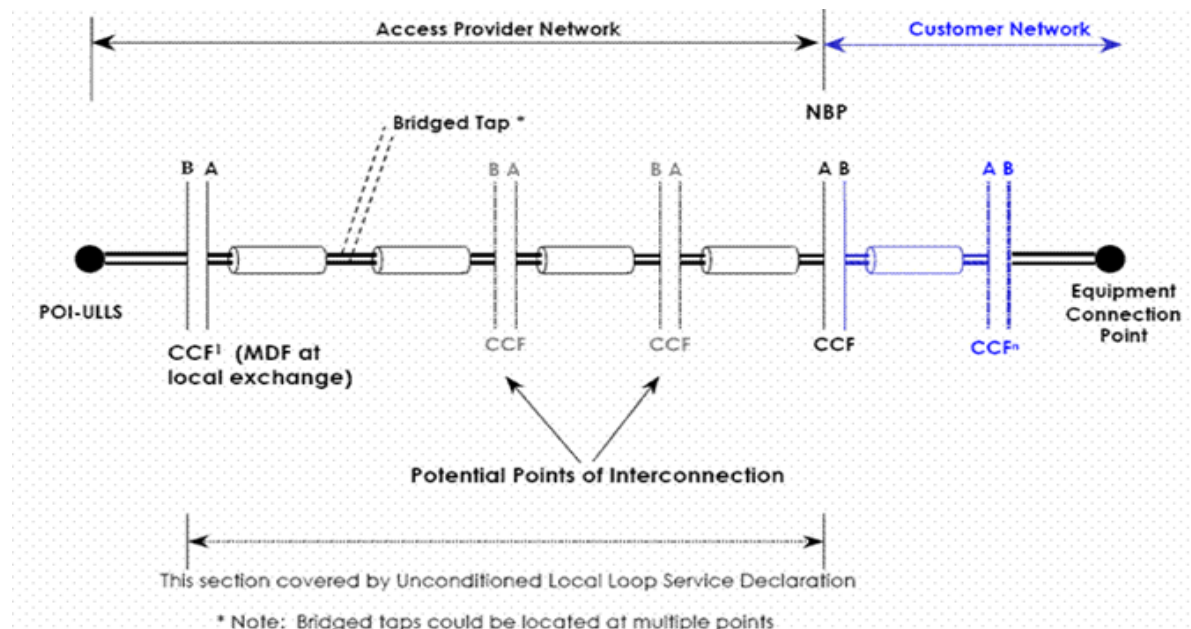 Access Provider Network
Customer Network
NBP
Bridged Tap *
B A
B A
B A
A B
A B
POI-ULLS
Equipment
Connection
Point
CCF¹ (MDF at
local exchange)
CCF
CCF
CCF
CCFⁿ
Potential Points of Interconnection
This section covered by Unconditioned Local Loop Service Declaration
* Note: Bridged taps could be located at multiple points